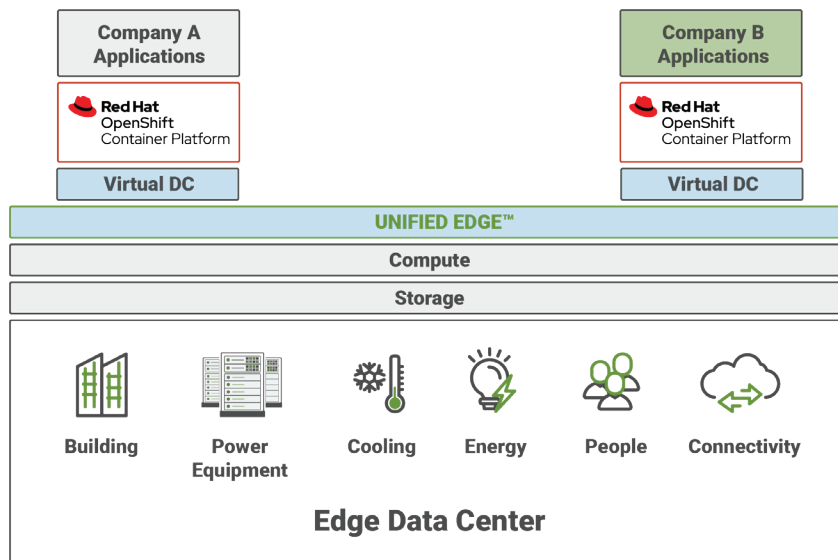 Company A
Applications
Company B
Applications
Red Hat
OpenShift
Container Platform
Red Hat
OpenShift
Container Platform
Virtual DC
Virtual DC
UNIFIED EDGE™
Compute
Storage
Building
Power
Equipment
Cooling
Energy
People
Connectivity
Edge Data Center